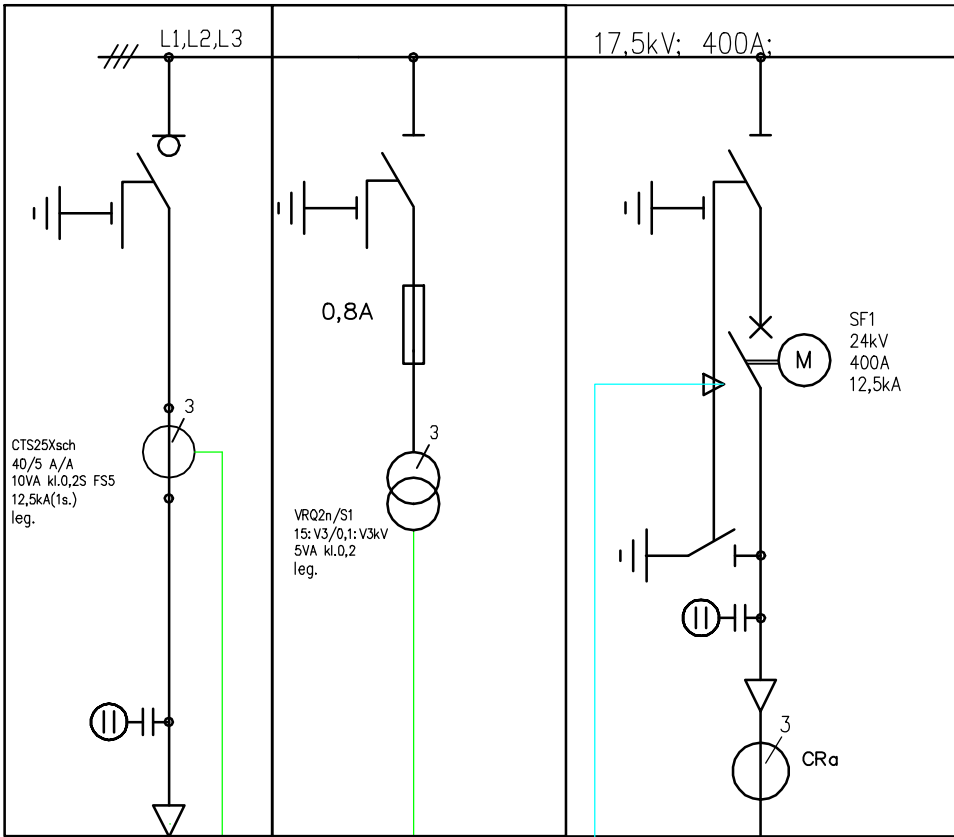 L1,L2,L3
17,5kV; 400A;
0,8A
SF1
24kV
400A
12,5kA
M
3
CTS25Xsch
40/5 A/A
10VA kl.0,2S FS5
12,5kA(1s.)
leg.
3
VRQ2n/S1
15:V3/0,1:V3kV
5VA kl.0,2
leg.
3
CRa